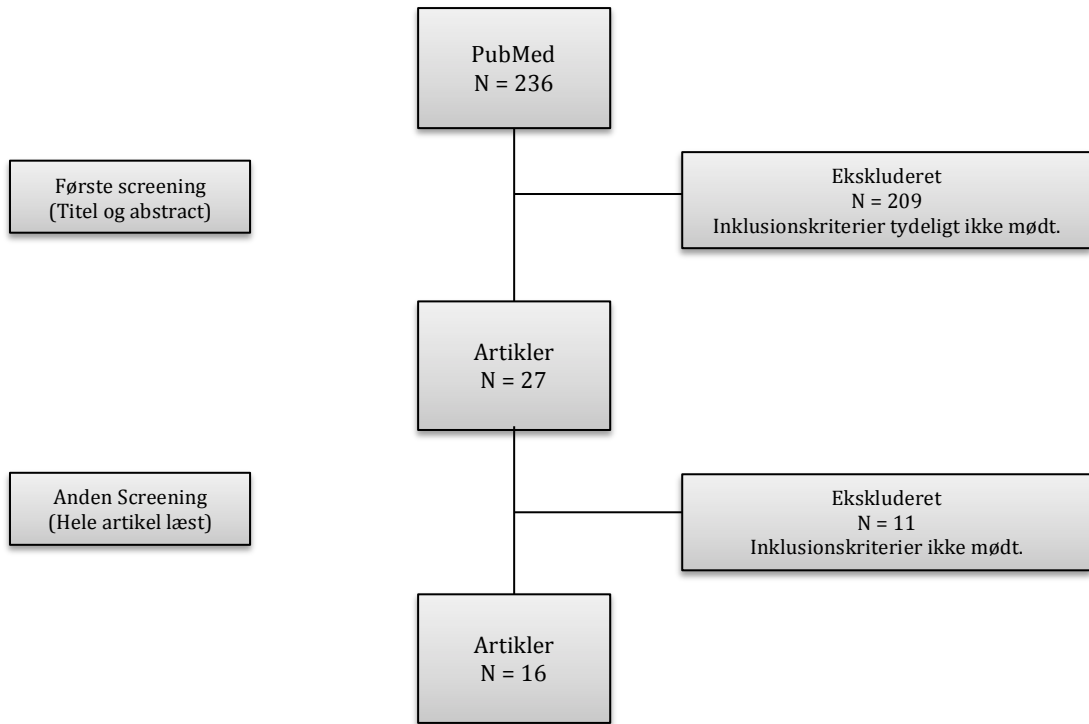 PubMed
N = 236
Første screening
(Titel og abstract)
Ekskluderet
N = 209
Inklusionskriterier tydeligt ikke mødt.
Artikler
N = 27
Anden Screening
(Hele artikel læst)
Ekskluderet
N = 11
Inklusionskriterier ikke mødt.
Artikler
N = 16